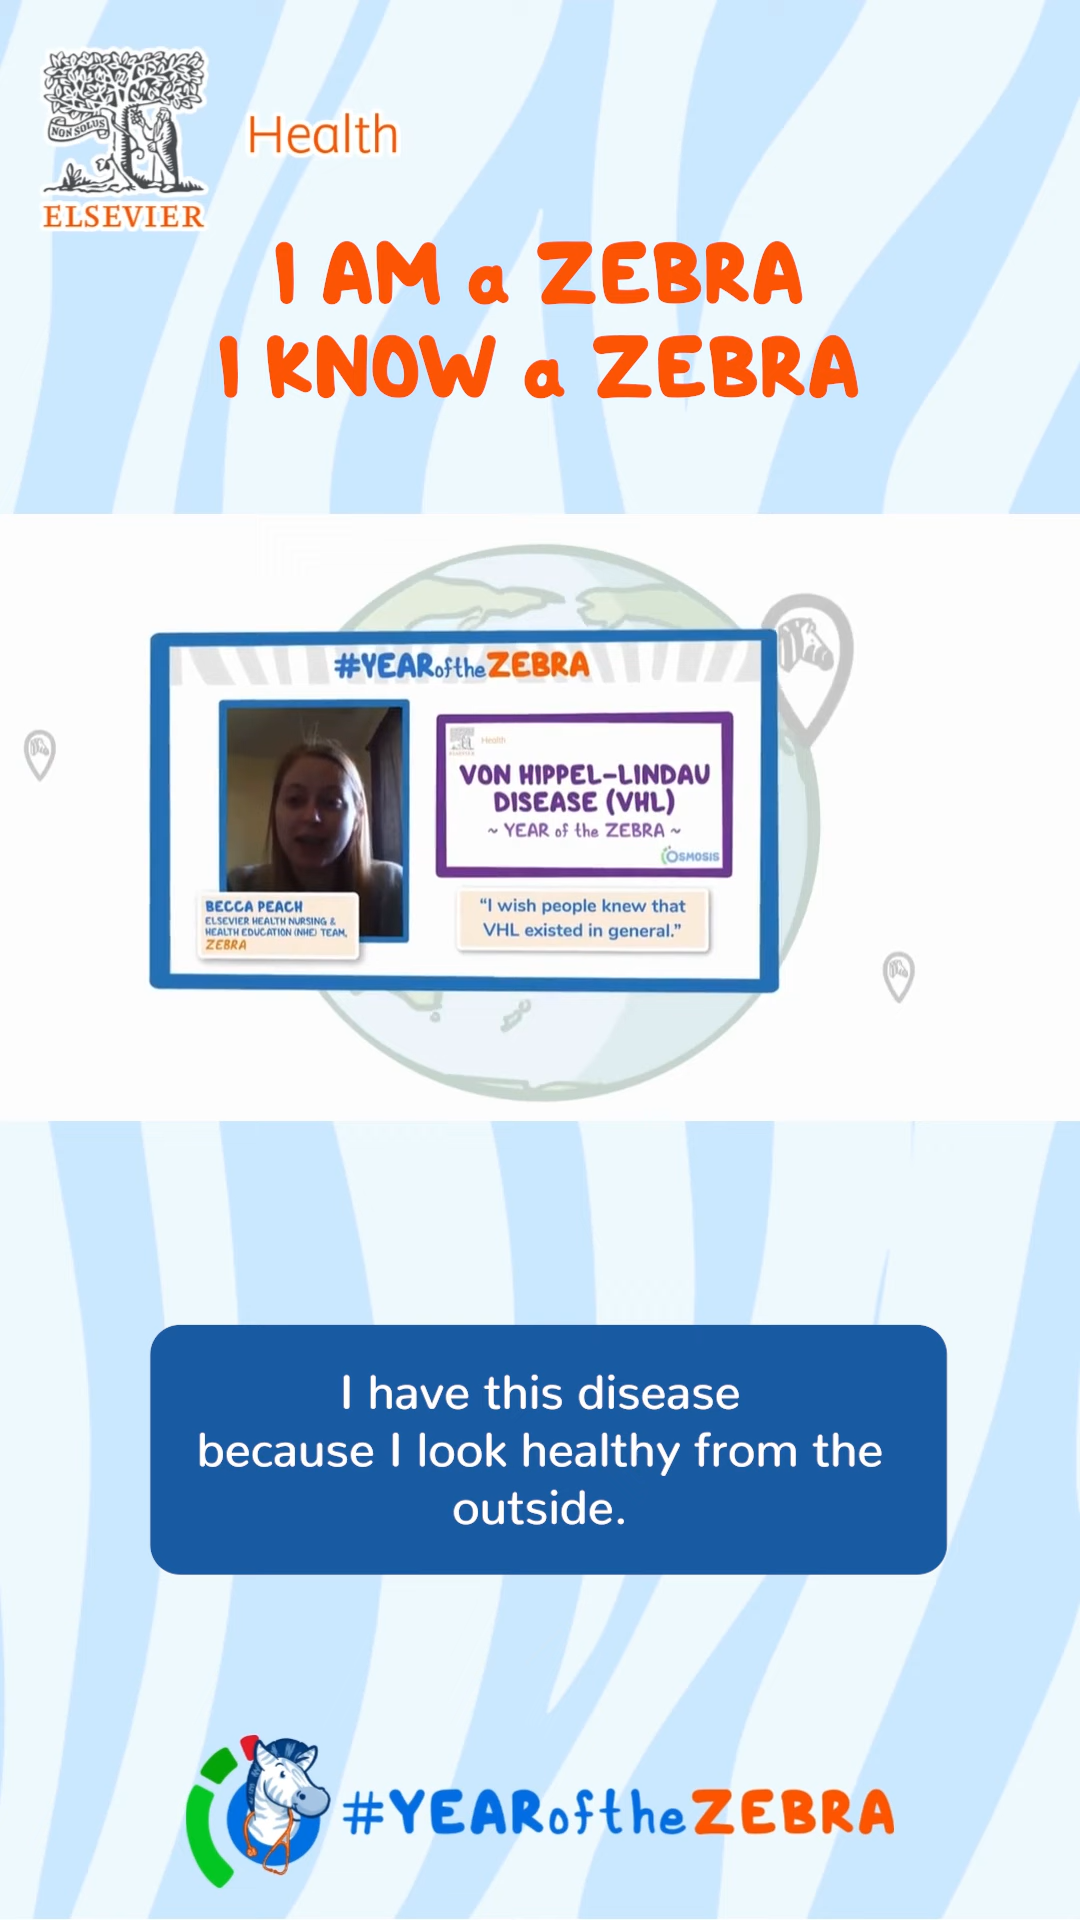 NON SOLUS
ELSEVIER
Health
I AM a ZEBRA
I KNOW a ZEBRA
#YEARoftheZEBRA
ELSEVIER
Health
VON HIPPEL-LINDAU
DISEASE (VHL)
~ YEAR of the ZEBRA ~
OSMOSIS
BECCA PEACH
ELSEVIER HEALTH NURSING &
HEALTH EDUCATION (NHE) TEAM,
ZEBRA
“I wish people knew that
VHL existed in general.”
I have this disease
because I look healthy from the
outside.
#YEARoftheZEBRA